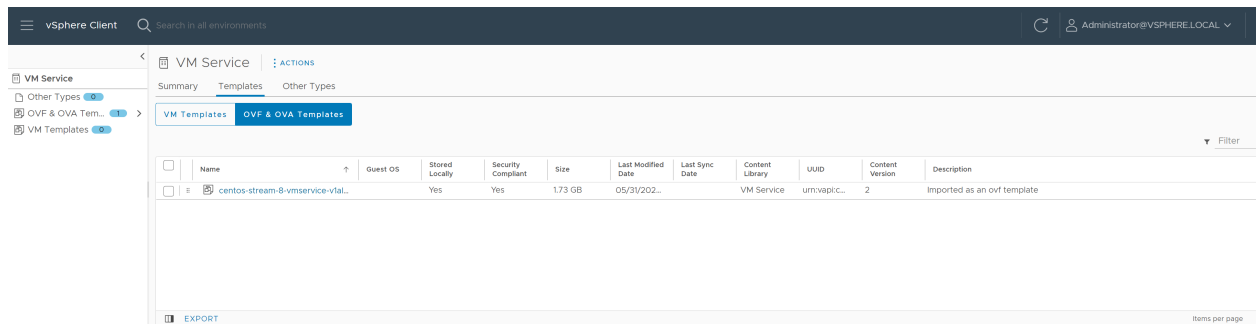 vSphere Client Search in all environments Administrator@VSPHERE.LOCAL
VM Service
Other Types 0
OVF & OVA Tem... 1
VM Templates 0
VM Service ACTIONS
Summary Templates Other Types
VM Templates OVF & OVA Templates
Filter
Name Guest OS Stored Locally Security Compliant Size Last Modified Date Last Sync Date Content Library UUID Content Version Description
centos-stream-8-vmservice-v1al... Yes Yes 1.73 GB 05/31/202... VM Service urn:vapi:c... 2 Imported as an ovf template
EXPORT Items per page